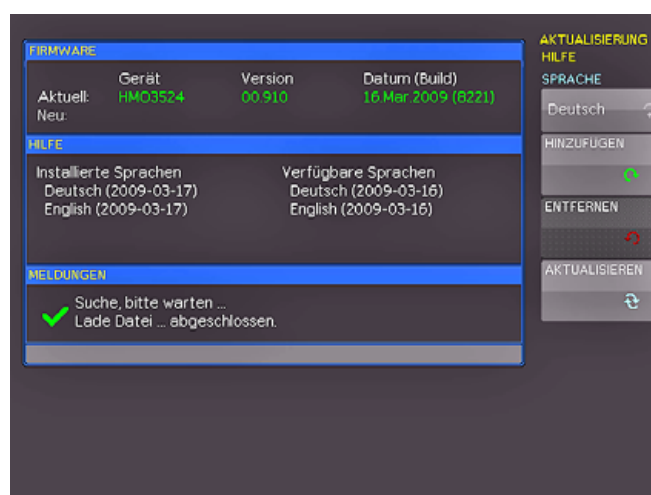 FIRMWARE
Gerät Version Datum (Build)
Aktuell: HMO3524 00.910 16.Mar.2009 (6221)
Neu:
HILFE
Installierte Sprachen Verfügbare Sprachen
Deutsch (2009-03-17) Deutsch (2009-03-16)
English (2009-03-17) English (2009-03-16)
MELDUNGEN
Suche, bitte warten ...
Lade Datei ... abgeschlossen.
AKTUALISIERUNG
HILFE
SPRACHE
Deutsch
HINZUFÜGEN
ENTFERNEN
AKTUALISIEREN